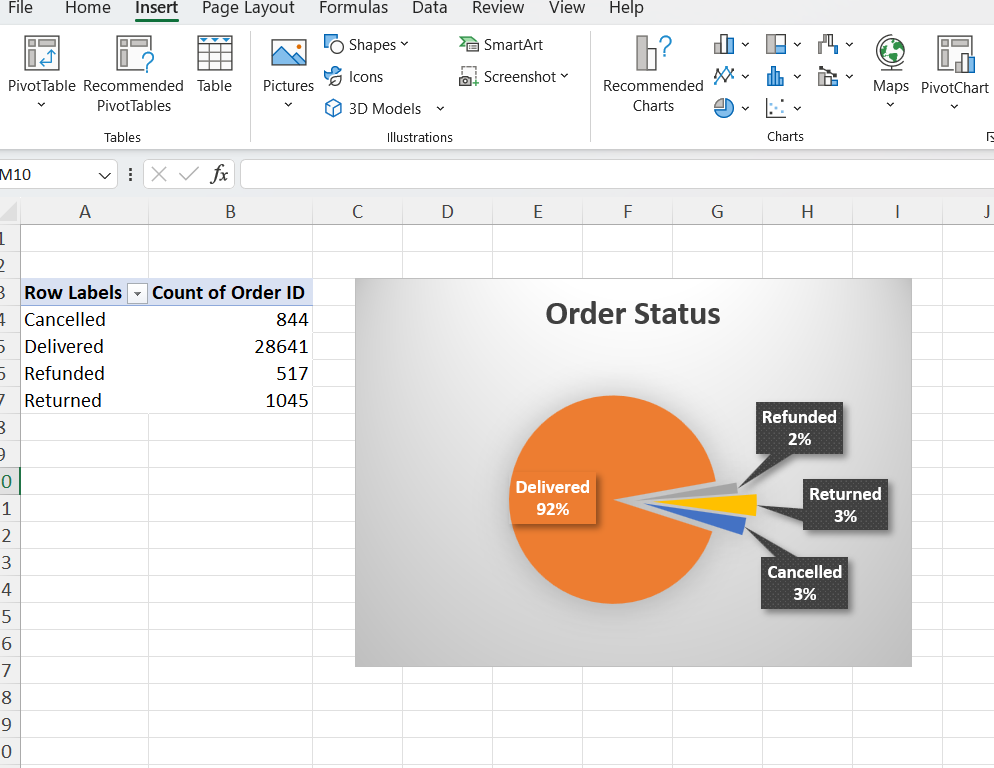 File Home Insert Page Layout Formulas Data Review View Help
PivotTable Recommended PivotTables Table
Tables
Pictures Shapes Icons 3D Models SmartArt Screenshot
Illustrations
Recommended Charts Maps PivotChart
Charts
M10 fx
A B C D E F G H I J
1
2
3 Row Labels Count of Order ID
4 Cancelled 844
5 Delivered 28641
6 Refunded 517
7 Returned 1045
8
9
0
1
2
3
4
5
6
7
8
9
0
Order Status
Refunded
2%
Delivered
92%
Returned
3%
Cancelled
3%